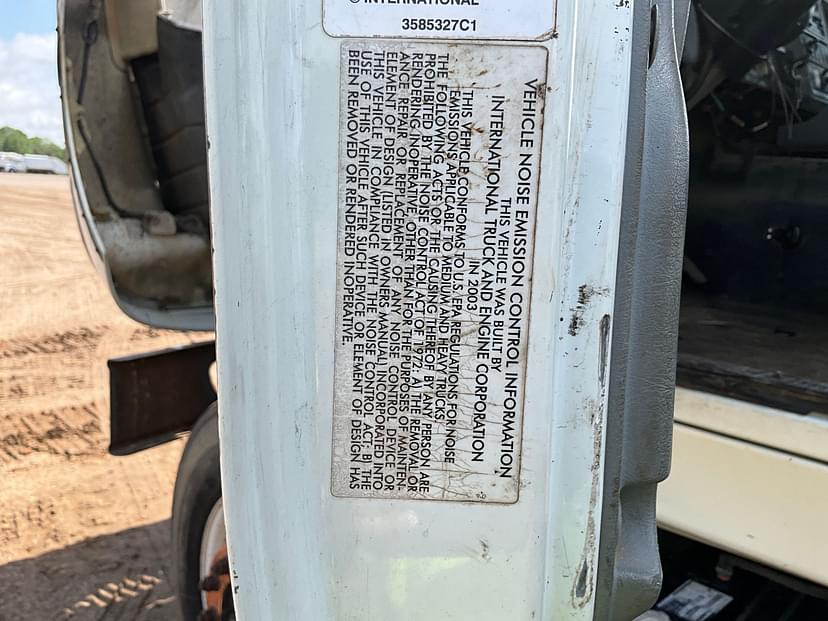 © INTERNATIONAL
3585327C1
VEHICLE NOISE EMISSION CONTROL INFORMATION
THIS VEHICLE WAS BUILT BY
INTERNATIONAL TRUCK AND ENGINE CORPORATION
IN 2003
THIS VEHICLE CONFORMS TO U.S. EPA REGULATIONS FOR NOISE
EMISSIONS APPLICABLE TO MEDIUM AND HEAVY TRUCKS
THE FOLLOWING ACTS OR THE CAUSING THEREOF BY ANY PERSON ARE
PROHIBITED BY THE NOISE CONTROL ACT OF 1972: A) THE REMOVAL OR
RENDERING INOPERATIVE, OTHER THAN FOR THE PURPOSES OF MAINTEN-
ANCE REPAIR, OR REPLACEMENT OF ANY NOISE CONTROL DEVICE OR
ELEMENT OF DESIGN (LISTED IN OWNERS MANUAL) INCORPORATED INTO
THIS VEHICLE IN COMPLIANCE WITH THE NOISE CONTROL ACT. B) THE
USE OF THIS VEHICLE AFTER SUCH DEVICE OR ELEMENT OF DESIGN HAS
BEEN REMOVED OR RENDERED INOPERATIVE.